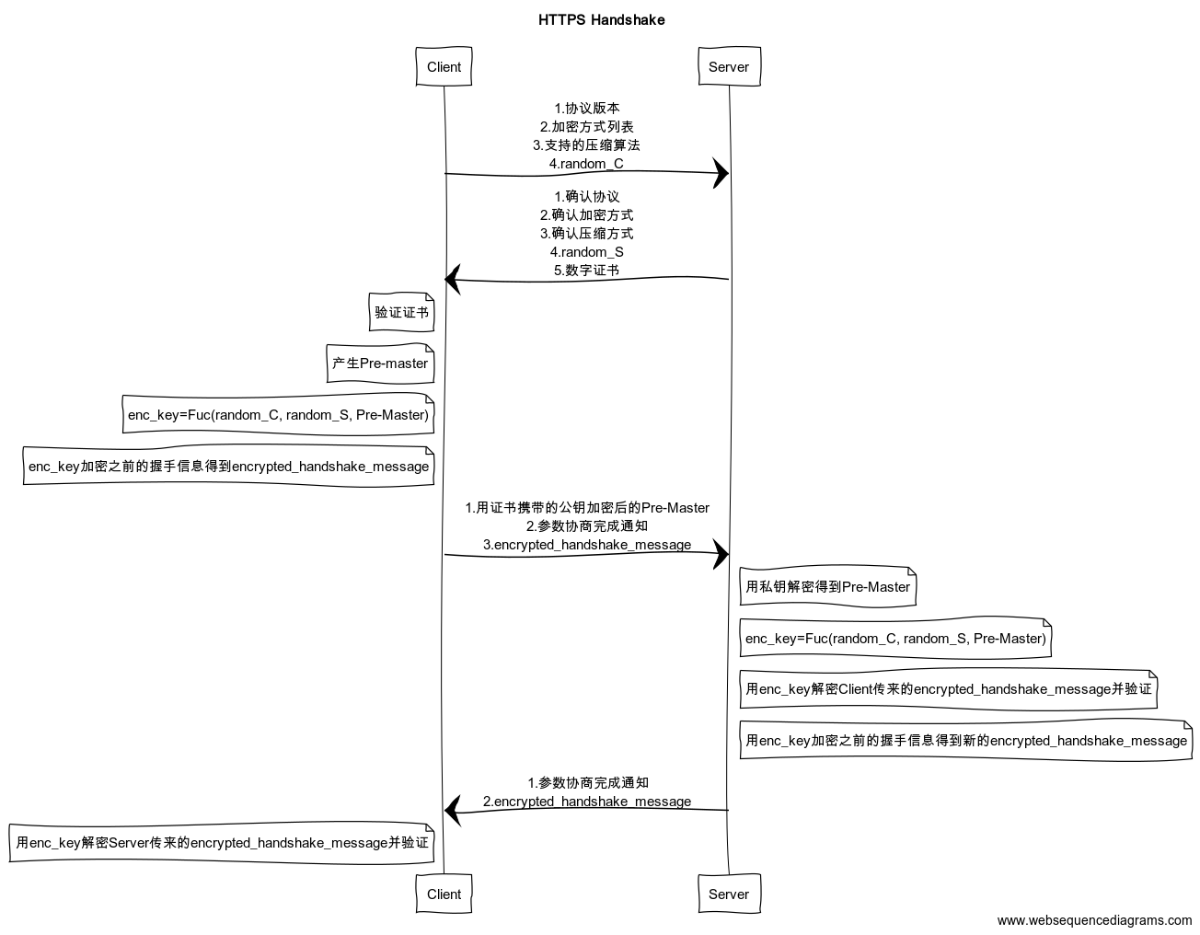 HTTPS Handshake
Client
Server
1.协议版本
2.加密方式列表
3.支持的压缩算法
4.random_C
1.确认协议
2.确认加密方式
3.确认压缩方式
4.random_S
5.数字证书
验证证书
产生Pre-master
enc_key=Fuc(random_C, random_S, Pre-Master)
enc_key加密之前的握手信息得到encrypted_handshake_message
1.用证书携带的公钥加密后的Pre-Master
2.参数协商完成通知
3.encrypted_handshake_message
用私钥解密得到Pre-Master
enc_key=Fuc(random_C, random_S, Pre-Master)
用enc_key解密Client传来的encrypted_handshake_message并验证
用enc_key加密之前的握手信息得到新的encrypted_handshake_message
1.参数协商完成通知
2.encrypted_handshake_message
用enc_key解密Server传来的encrypted_handshake_message并验证
Client
Server
www.websequencediagrams.com